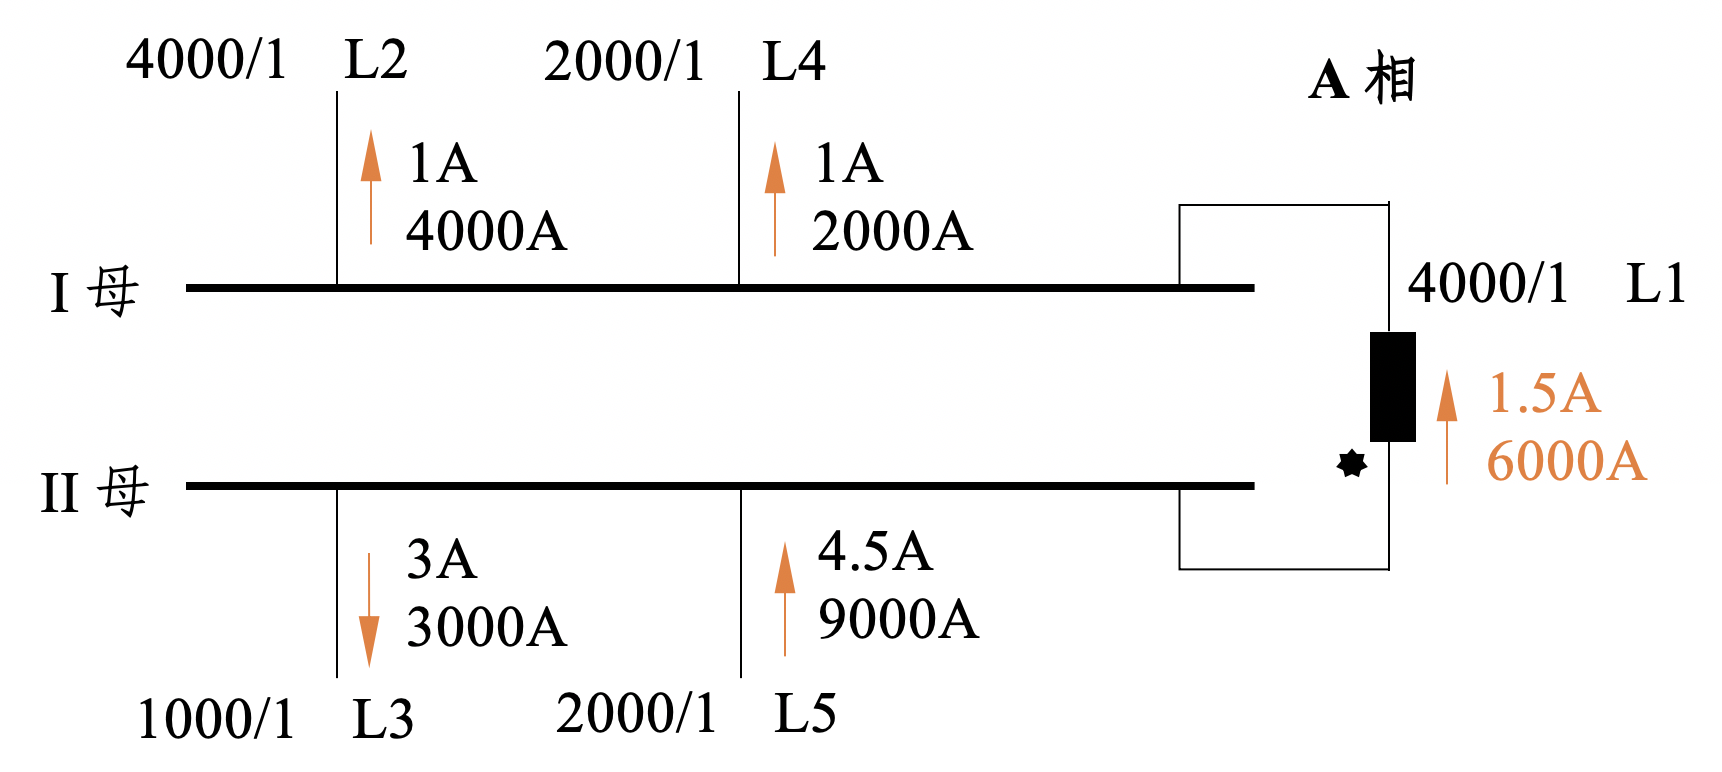 4000/1 L2 2000/1 L4
A 相
1A
4000A
1A
2000A
I 母
4000/1 L1
1.5A
6000A
II 母
3A
3000A
4.5A
9000A
1000/1 L3 2000/1 L5